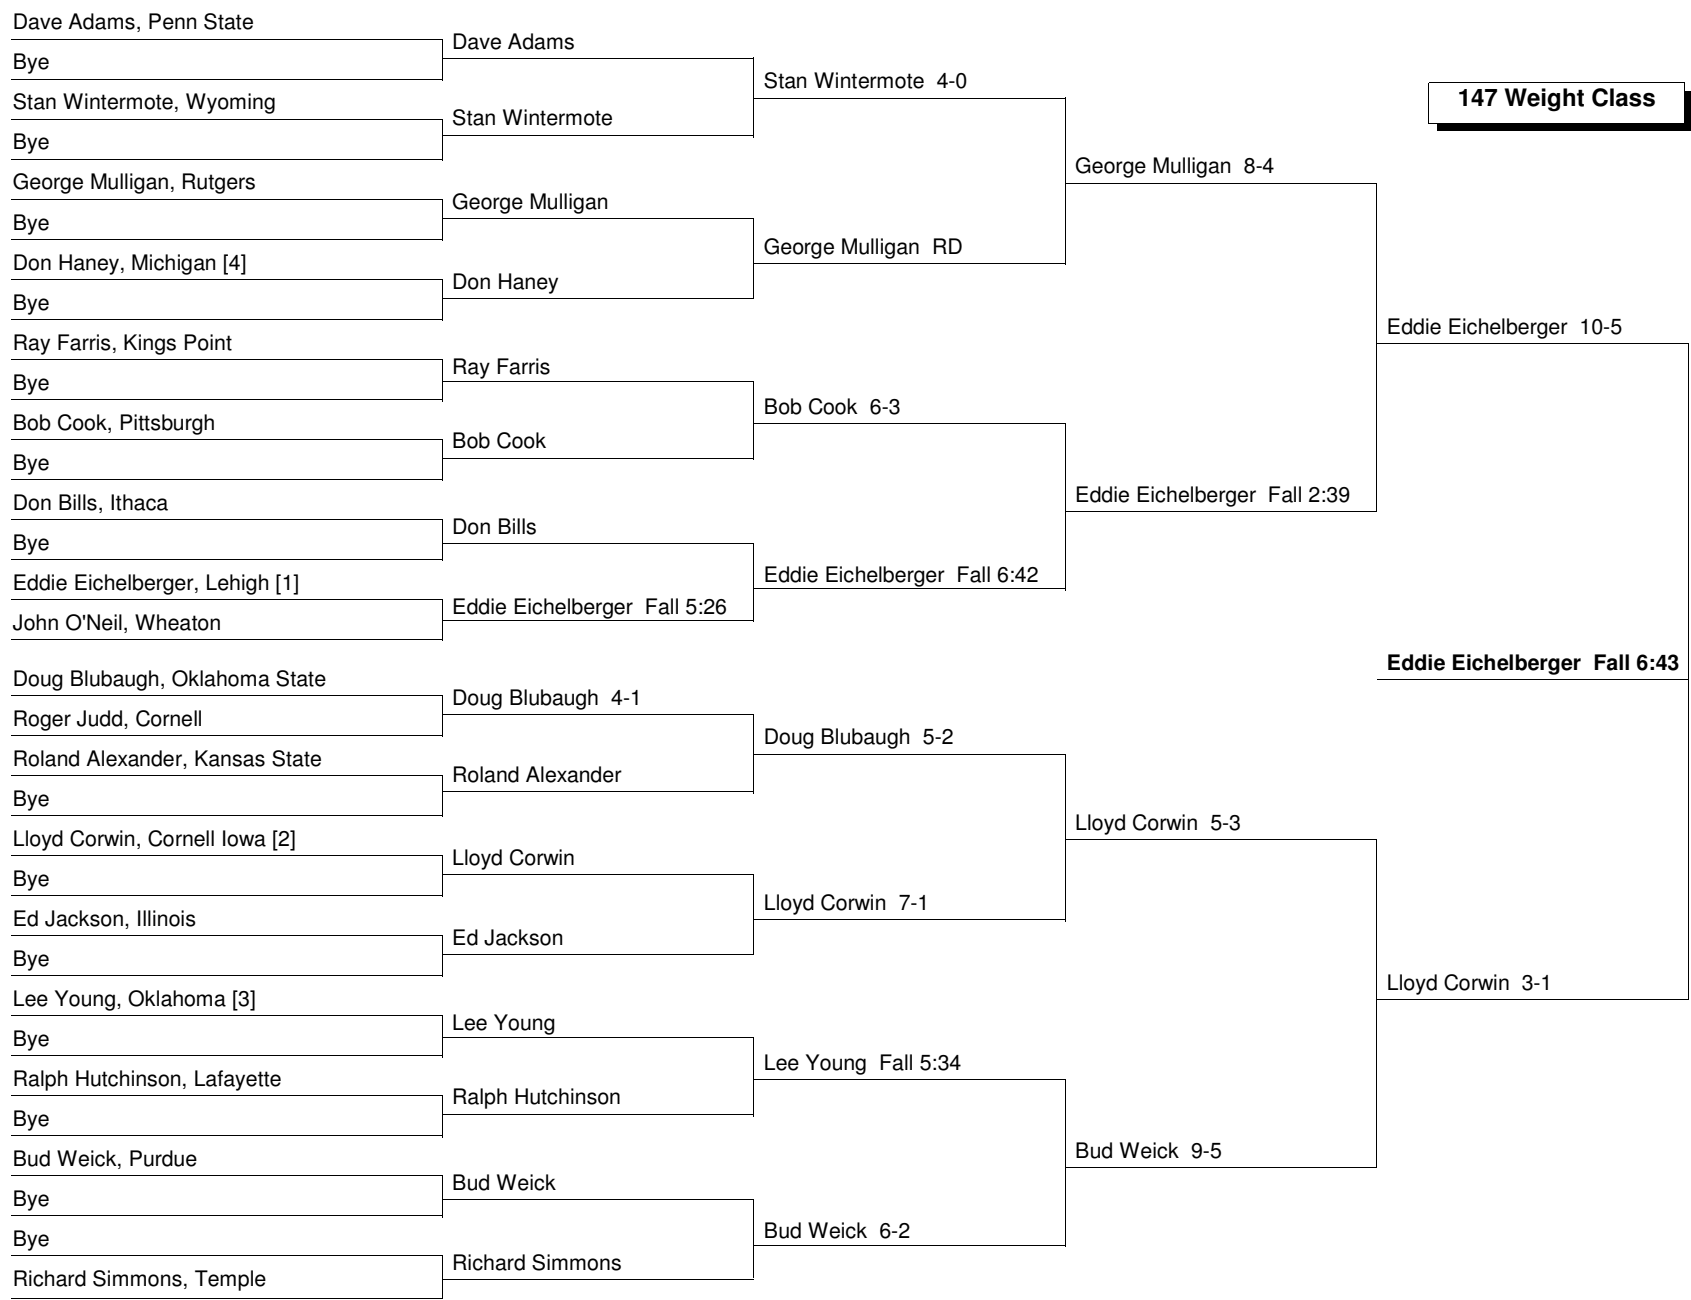 147 Weight Class
Dave Adams, Penn State
Bye
Stan Wintermote, Wyoming
Bye
George Mulligan, Rutgers
Bye
Don Haney, Michigan [4]
Bye
Ray Farris, Kings Point
Bye
Bob Cook, Pittsburgh
Bye
Don Bills, Ithaca
Bye
Eddie Eichelberger, Lehigh [1]
John O'Neil, Wheaton
Doug Blubaugh, Oklahoma State
Roger Judd, Cornell
Roland Alexander, Kansas State
Bye
Lloyd Corwin, Cornell Iowa [2]
Bye
Ed Jackson, Illinois
Bye
Lee Young, Oklahoma [3]
Bye
Ralph Hutchinson, Lafayette
Bye
Bud Weick, Purdue
Bye
Bye
Richard Simmons, Temple
Dave Adams
Stan Wintermote
George Mulligan
Don Haney
Ray Farris
Bob Cook
Don Bills
Eddie Eichelberger Fall 5:26
Doug Blubaugh 4-1
Roland Alexander
Lloyd Corwin
Ed Jackson
Lee Young
Ralph Hutchinson
Bud Weick
Richard Simmons
Stan Wintermote 4-0
George Mulligan RD
Bob Cook 6-3
Eddie Eichelberger Fall 6:42
Doug Blubaugh 5-2
Lloyd Corwin 7-1
Lee Young Fall 5:34
Bud Weick 6-2
George Mulligan 8-4
Eddie Eichelberger Fall 2:39
Lloyd Corwin 5-3
Bud Weick 9-5
Eddie Eichelberger 10-5
Lloyd Corwin 3-1
Eddie Eichelberger Fall 6:43